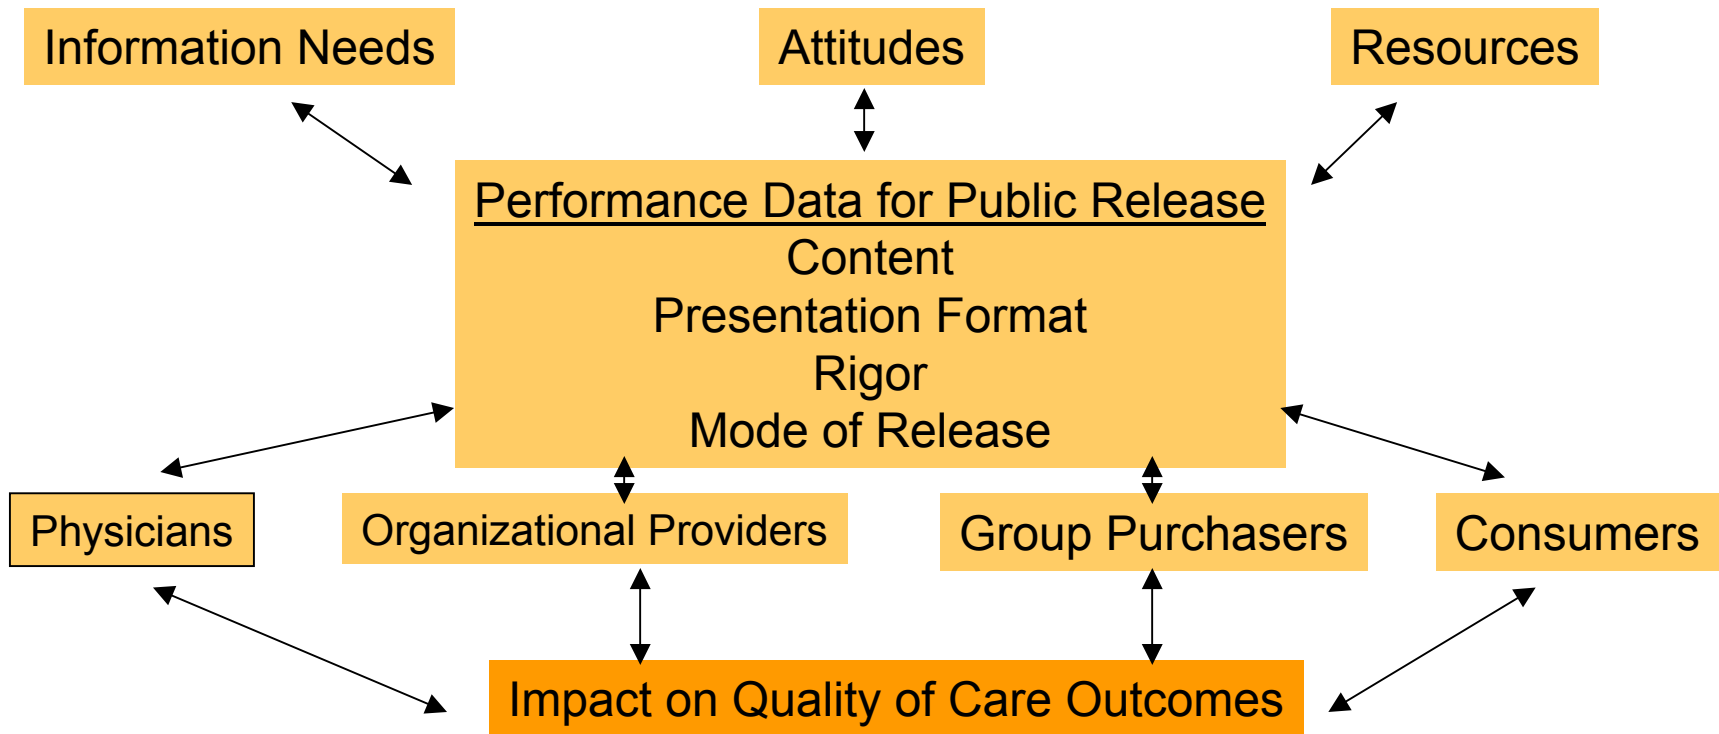 Information Needs
Attitudes
Resources
Performance Data for Public Release
Content
Presentation Format
Rigor
Mode of Release
Physicians
Organizational Providers
Group Purchasers
Consumers
Impact on Quality of Care Outcomes